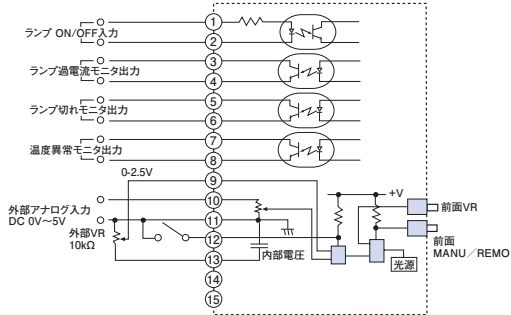 ランプ ON/OFF入力
ランプ過電流モニタ出力
ランプ切れモニタ出力
温度異常モニタ出力
0-2.5V
外部アナログ入力
DC 0V～5V
外部VR
10kΩ
1
2
3
4
5
6
7
8
9
10
11
12
13
14
15
内部電圧
+V
前面VR
前面
MANU／REMO
光源